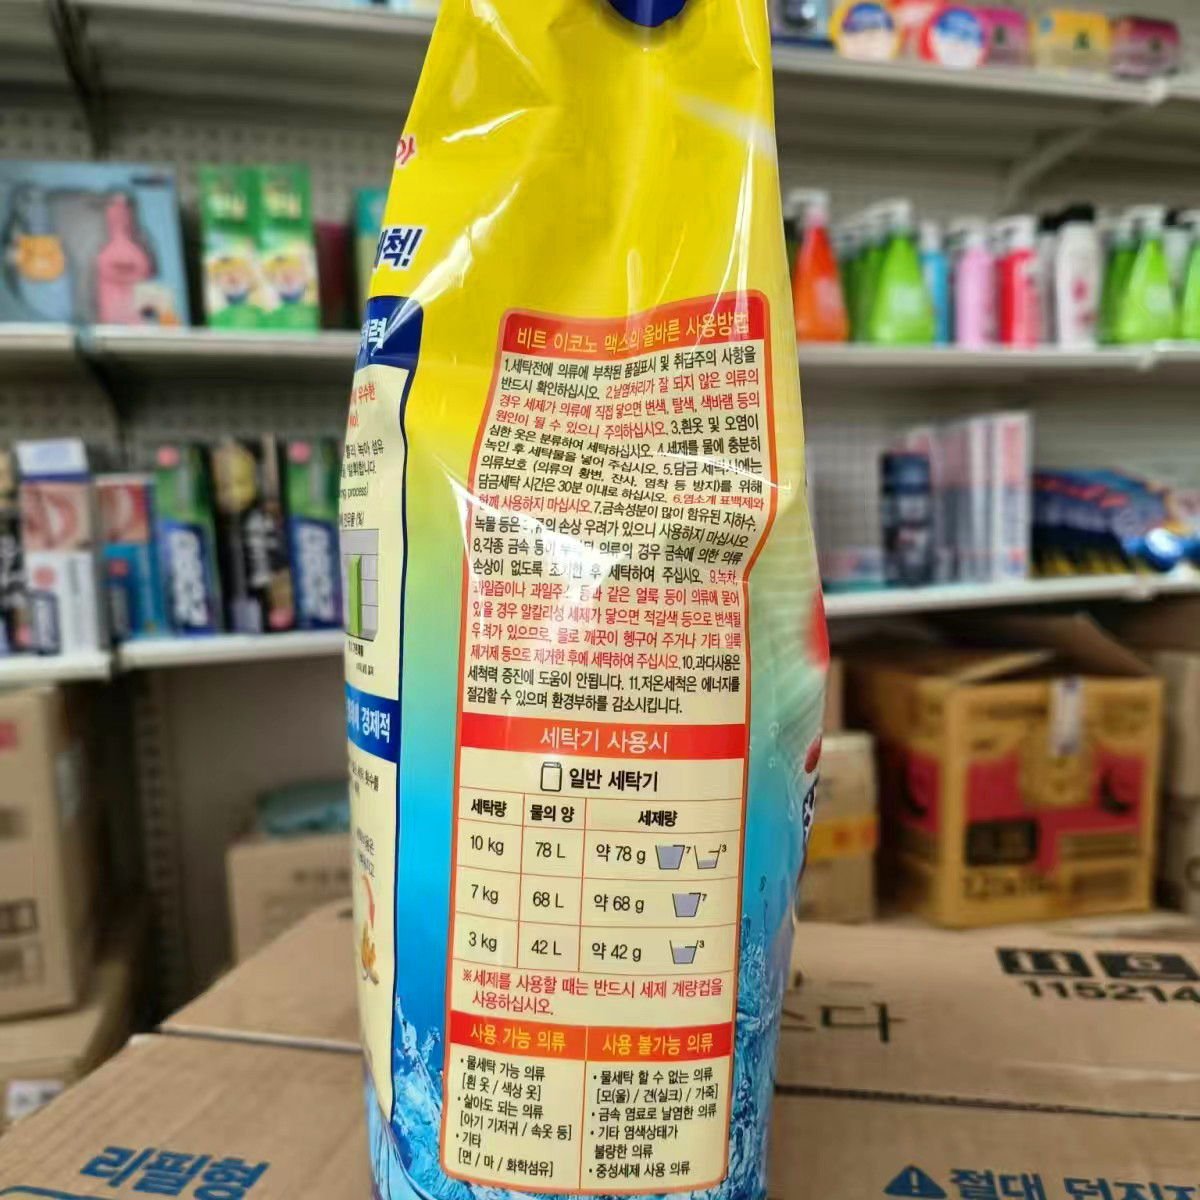 척!
비트 이코노 맥스의 올바른 사용방법
1.세탁전에 의류에 부착된 품질표시 및 취급주의 사항을
반드시 확인하십시오. 2.날염처리가 잘 되지 않은 의류의
경우 세제가 의류에 직접 닿으면 변색, 탈색, 색바램 등의
원인이 될 수 있으니 주의하십시오. 3.흰옷 및 오염이
심한 옷은 분류하여 세탁하십시오. 4.세제를 물에 충분히
녹인 후 세탁물을 넣어 주십시오. 5.담금 세탁시에는
의류보호 (의류의 황변, 잔사, 염착 등 방지)를 위해
담금세탁 시간은 30분 이내로 하십시오. 6.염소계 표백제와
함께 사용하지 마십시오. 7.금속성분이 많이 함유된 지하수,
녹물 등은 의류의 손상 우려가 있으니 사용하지 마십시오
8.각종 금속 등이 부착된 의류의 경우 금속에 의한 의류
손상이 없도록 조치한 후 세탁하여 주십시오. 9.녹차,
과일즙이나 과일주스 등과 같은 얼룩 등이 의류에 묻어
있을 경우 알칼리성 세제가 닿으면 적갈색 등으로 변색될
우려가 있으므로, 물로 깨끗이 헹구어 주거나 기타 얼룩
제거제 등으로 제거한 후에 세탁하여 주십시오. 10.과다사용은
세척력 증진에 도움이 안됩니다. 11.저온세척은 에너지를
절감할 수 있으며 환경부하를 감소시킵니다.
세탁기 사용시
일반 세탁기
세탁량 물의 양 세제량
10 kg 78 L 약 78 g 7 3
7 kg 68 L 약 68 g 7
3 kg 42 L 약 42 g 3
※세제를 사용할 때는 반드시 세제 계량컵을
사용하십시오.
사용 가능 의류
· 물세탁 가능 의류
[흰 옷 / 색상 옷]
· 삶아도 되는 의류
[아기 기저귀 / 속옷 등]
· 기타
[면 / 마 / 화학섬유]
사용 불가능 의류
· 물세탁 할 수 없는 의류
[모(울) / 견(실크) / 가죽]
· 금속 염료로 날염한 의류
· 기타 염색상태가
불량한 의류
· 중성세제 사용 의류
경제적
115214
스다
리필형
절대 던지지